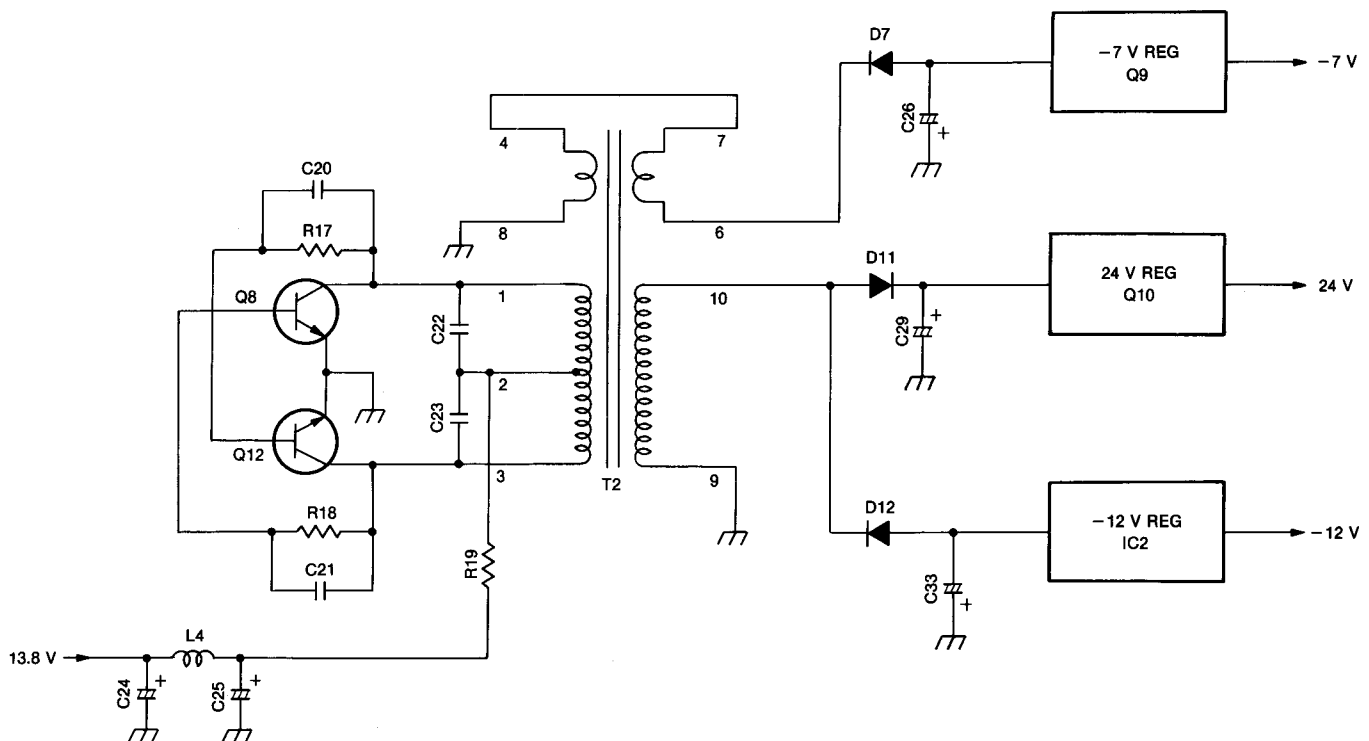 D7
−7 V REG
Q9
−7 V
C26
+
4
7
C20
8
6
R17
D11
24 V REG
Q10
24 V
Q8
1
10
C29
+
C22
2
C23
Q12
3
T2
9
D12
−12 V REG
IC2
−12 V
R18
C33
+
R19
C21
L4
13.8 V
C24
+
C25
+